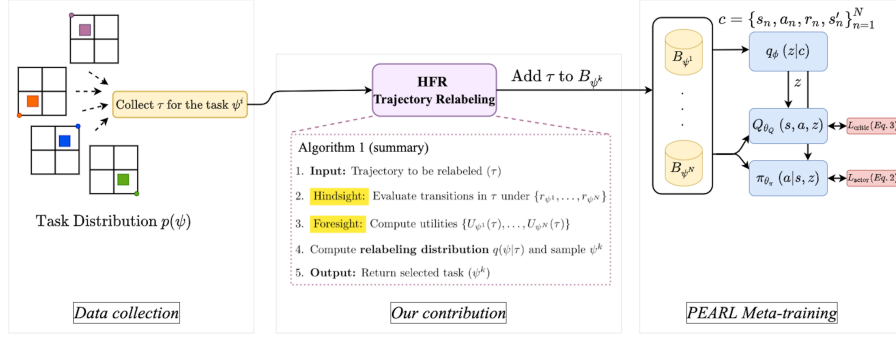 Collect τ for the task ψⁱ
Task Distribution p(ψ)
Data collection
HFR
Trajectory Relabeling
Add τ to B_{ψ^k}
Algorithm 1 (summary)
1. Input: Trajectory to be relabeled (τ)
2. Hindsight: Evaluate transitions in τ under {r_{ψ^1}, . . . , r_{ψ^N}}
3. Foresight: Compute utilities {U_{ψ^1}(τ), . . . , U_{ψ^N}(τ)}
4. Compute relabeling distribution q(ψ|τ) and sample ψ^k
5. Output: Return selected task (ψ^k)
Our contribution
c = {s_n, a_n, r_n, s'_n}_{n=1}^N
B_{ψ^1}
.
.
.
B_{ψ^N}
q_ϕ (z|c)
z
Q_{θ_Q} (s, a, z)
L_{critic}(Eq. 3)
π_{θ_π} (a|s, z)
L_{actor}(Eq. 2)
PEARL Meta-training